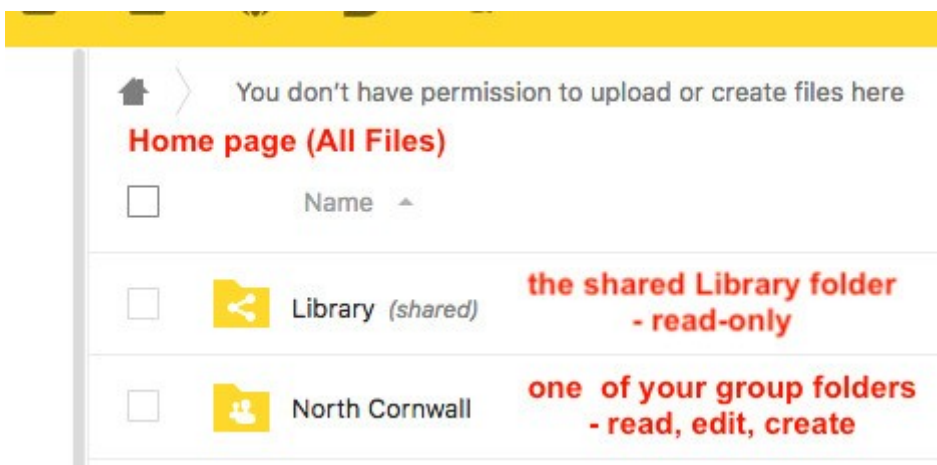 You don't have permission to upload or create files here
Home page (All Files)
Name
Library (shared)
the shared Library folder
- read-only
North Cornwall
one of your group folders
- read, edit, create